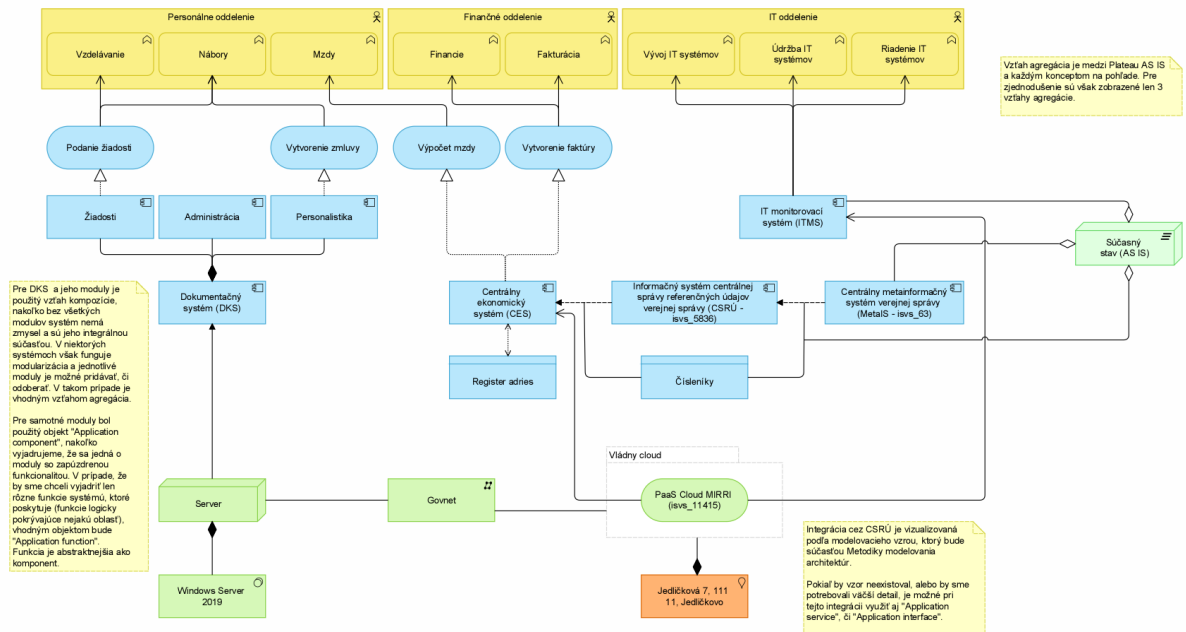 Personálne oddelenie
Finančné oddelenie
IT oddelenie
Vzdelávanie
Nábory
Mzdy
Financie
Fakturácia
Vývoj IT systémov
Údržba IT
systémov
Riadenie IT
systémov
Vzťah agregácia je medzi Plateau AS IS
a každým konceptom na pohľade. Pre
zjednodušenie sú však zobrazené len 3
vzťahy agregácie.
Podanie žiadosti
Vytvorenie zmluvy
Výpočet mzdy
Vytvorenie faktúry
Žiadosti
Administrácia
Personalistika
IT monitorovací
systém (ITMS)
Súčasný
stav (AS IS)
Pre DKS a jeho moduly je
použitý vzťah kompozície,
nakoľko bez všetkých
modulov systém nemá
zmysel a sú jeho integrálnou
súčasťou. V niektorých
systémoch však funguje
modularizácia a jednotlivé
moduly je možné pridávať, či
odoberať. V takom prípade je
vhodným vzťahom agregácia.
Pre samotné moduly bol
použitý objekt "Application
component", nakoľko
vyjadrujeme, že sa jedná o
moduly so zapúzdrenou
funkcionalitou. V prípade, že
by sme chceli vyjadriť len
rôzne funkcie systému, ktoré
poskytuje (funkcie logicky
pokrývajúce nejakú oblasť),
vhodným objektom bude
"Application function".
Funkcia je abstraktnejšia ako
komponent.
Dokumentačný
systém (DKS)
Centrálny
ekonomický
systém (CES)
Informačný systém centrálnej
správy referenčných údajov
verejnej správy (CSRÚ -
isvs_5836)
Centrálny metainformačný
systém verejnej správy
(MetaIS - isvs_63)
Register adries
Číselníky
Vládny cloud
Server
Govnet
PaaS Cloud MIRRI
(isvs_11415)
Windows Server
2019
Jedličková 7, 111
11, Jedličkovo
Integrácia cez CSRÚ je vizualizovaná
podľa modelovacieho vzrou, ktorý bude
súčasťou Metodiky modelovania
architektúr.
Pokiaľ by vzor neexistoval, alebo by sme
potrebovali väčší detail, je možné pri
tejto integrácii využiť aj "Application
service", či "Application interface".